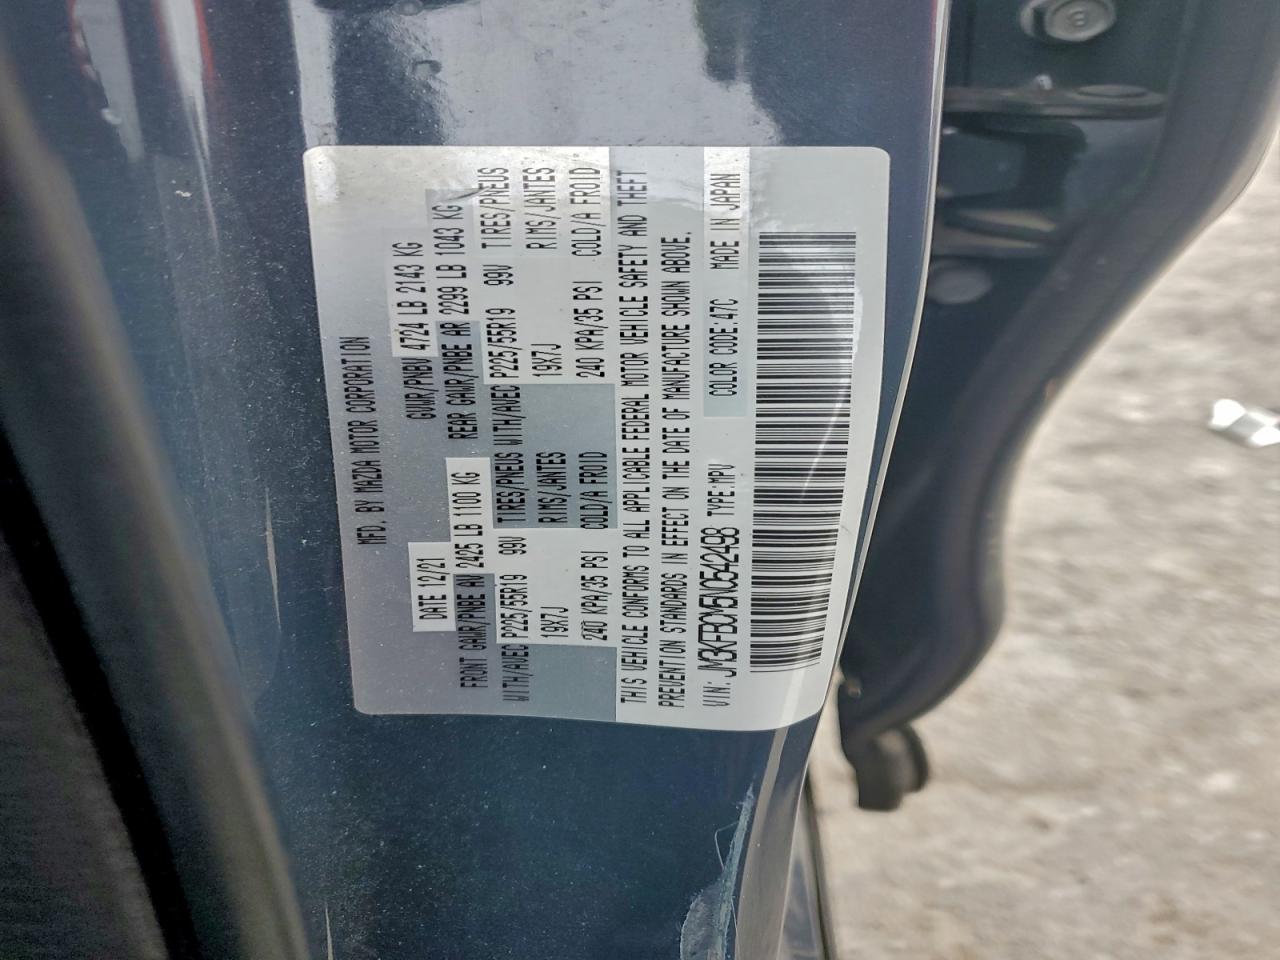 MFD. BY MAZDA MOTOR CORPORATION
DATE 12/21 GVWR/PNBV 4724 LB 2143 KG
FRONT GAWR/PNBE AV 2425 LB 1100 KG REAR GAWR/PNBE AR 2299 LB 1043 KG
WITH/AVEC P225/55R19 99V TIRES/PNEUS WITH/AVEC P225/55R19 99V TIRES/PNEUS
19X7J RIMS/JANTES 19X7J RIMS/JANTES
240 KPA/35 PSI COLD/A FROID 240 KPA/35 PSI COLD/A FROID
THIS VEHICLE CONFORMS TO ALL APPLICABLE FEDERAL MOTOR VEHICLE SAFETY AND THEFT
PREVENTION STANDARDS IN EFFECT ON THE DATE OF MANUFACTURE SHOWN ABOVE.
VIN: JM3KFBCM5N0542498 TYPE:MPV COLOR CODE:47C MADE IN JAPAN
8